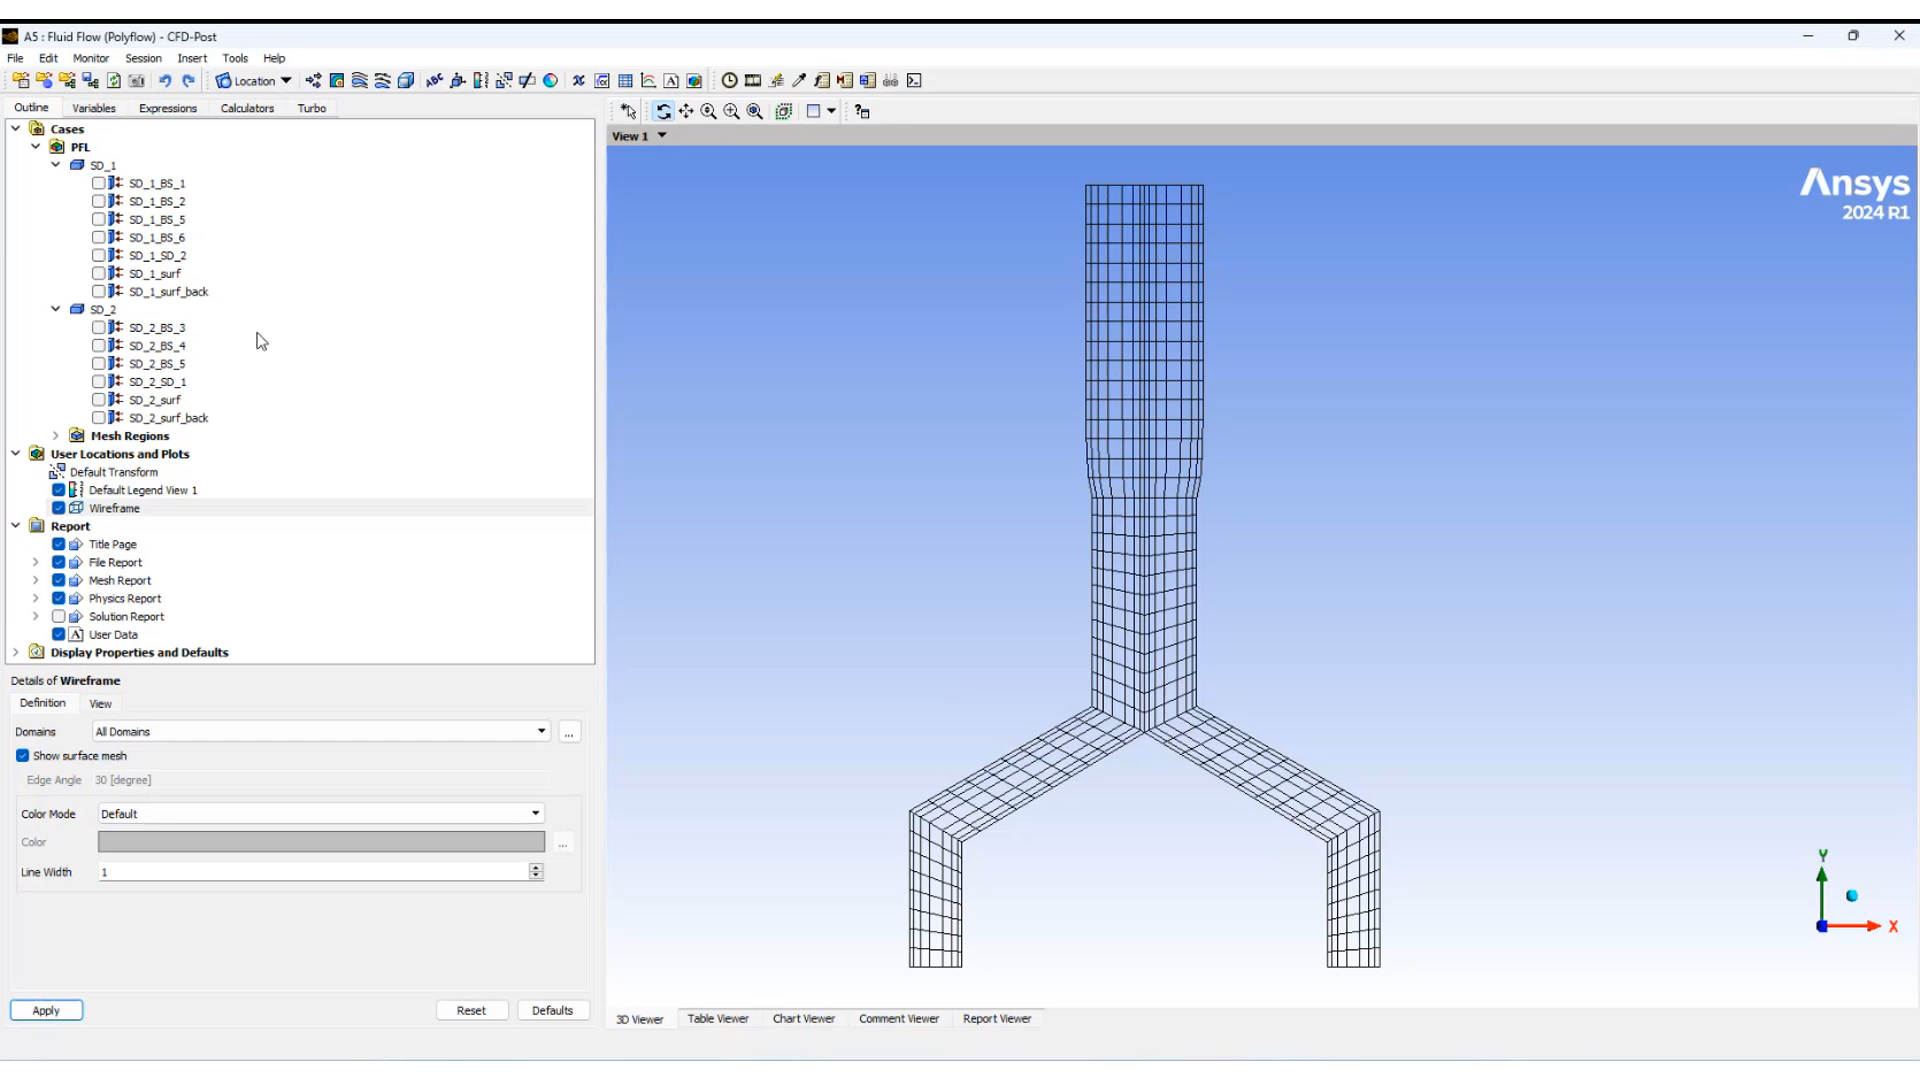 A5 : Fluid Flow (Polyflow) - CFD-Post
File Edit Monitor Session Insert Tools Help
Location
Outline Variables Expressions Calculators Turbo
View 1
Cases
PFL
SD_1
SD_1_BS_1
SD_1_BS_2
SD_1_BS_5
SD_1_BS_6
SD_1_SD_2
SD_1_surf
SD_1_surf_back
SD_2
SD_2_BS_3
SD_2_BS_4
SD_2_BS_5
SD_2_SD_1
SD_2_surf
SD_2_surf_back
Mesh Regions
User Locations and Plots
Default Transform
Default Legend View 1
Wireframe
Report
Title Page
File Report
Mesh Report
Physics Report
Solution Report
A User Data
Display Properties and Defaults
Details of Wireframe
Definition View
Domains All Domains ...
Show surface mesh
Edge Angle 30 [degree]
Color Mode Default
Color ...
Line Width 1
Apply Reset Defaults
Ansys
2024 R1
Y
X
3D Viewer Table Viewer Chart Viewer Comment Viewer Report Viewer